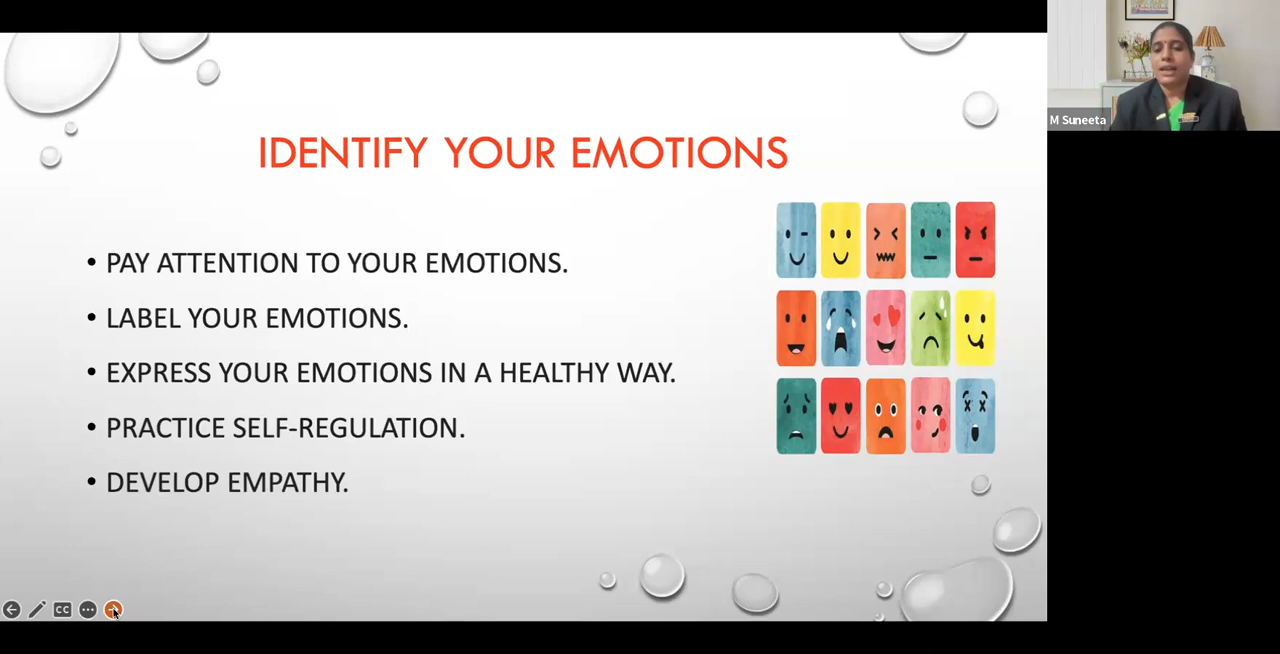 IDENTIFY YOUR EMOTIONS
• PAY ATTENTION TO YOUR EMOTIONS.
• LABEL YOUR EMOTIONS.
• EXPRESS YOUR EMOTIONS IN A HEALTHY WAY.
• PRACTICE SELF-REGULATION.
• DEVELOP EMPATHY.
M Suneeta
CC